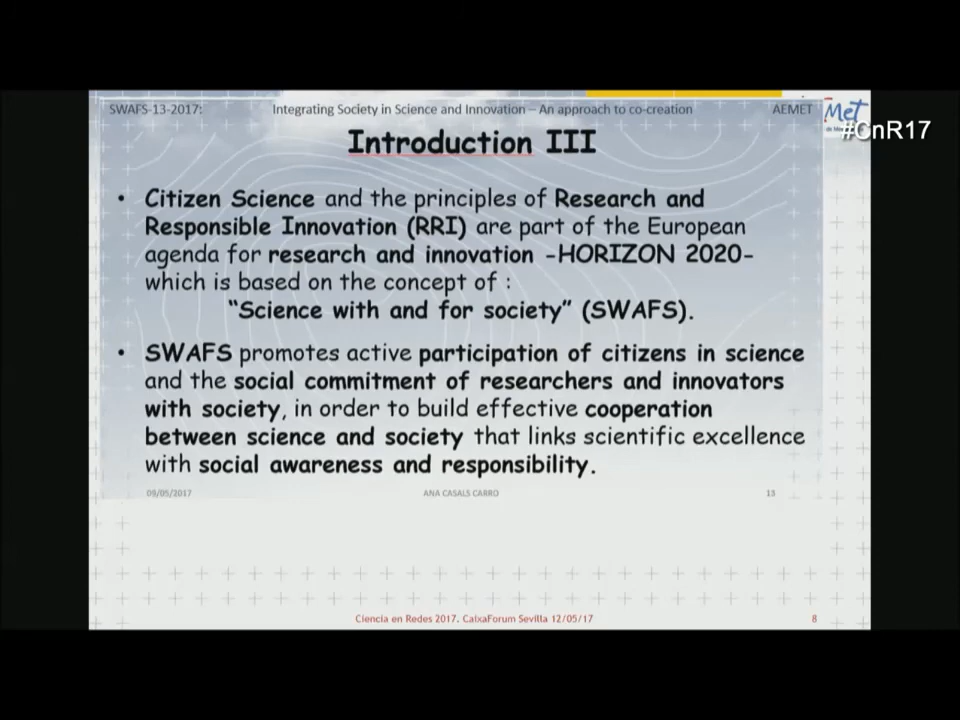 SWAFS-13-2017: Integrating Society in Science and Innovation – An approach to co-creation AEMET
Met
#CnR17
Introduction III
• Citizen Science and the principles of Research and
Responsible Innovation (RRI) are part of the European
agenda for research and innovation -HORIZON 2020-
which is based on the concept of :
“Science with and for society” (SWAFS).
• SWAFS promotes active participation of citizens in science
and the social commitment of researchers and innovators
with society, in order to build effective cooperation
between science and society that links scientific excellence
with social awareness and responsibility.
09/05/2017 ANA CASALS CARRO 13
Ciencia en Redes 2017. CaixaForum Sevilla 12/05/17 8